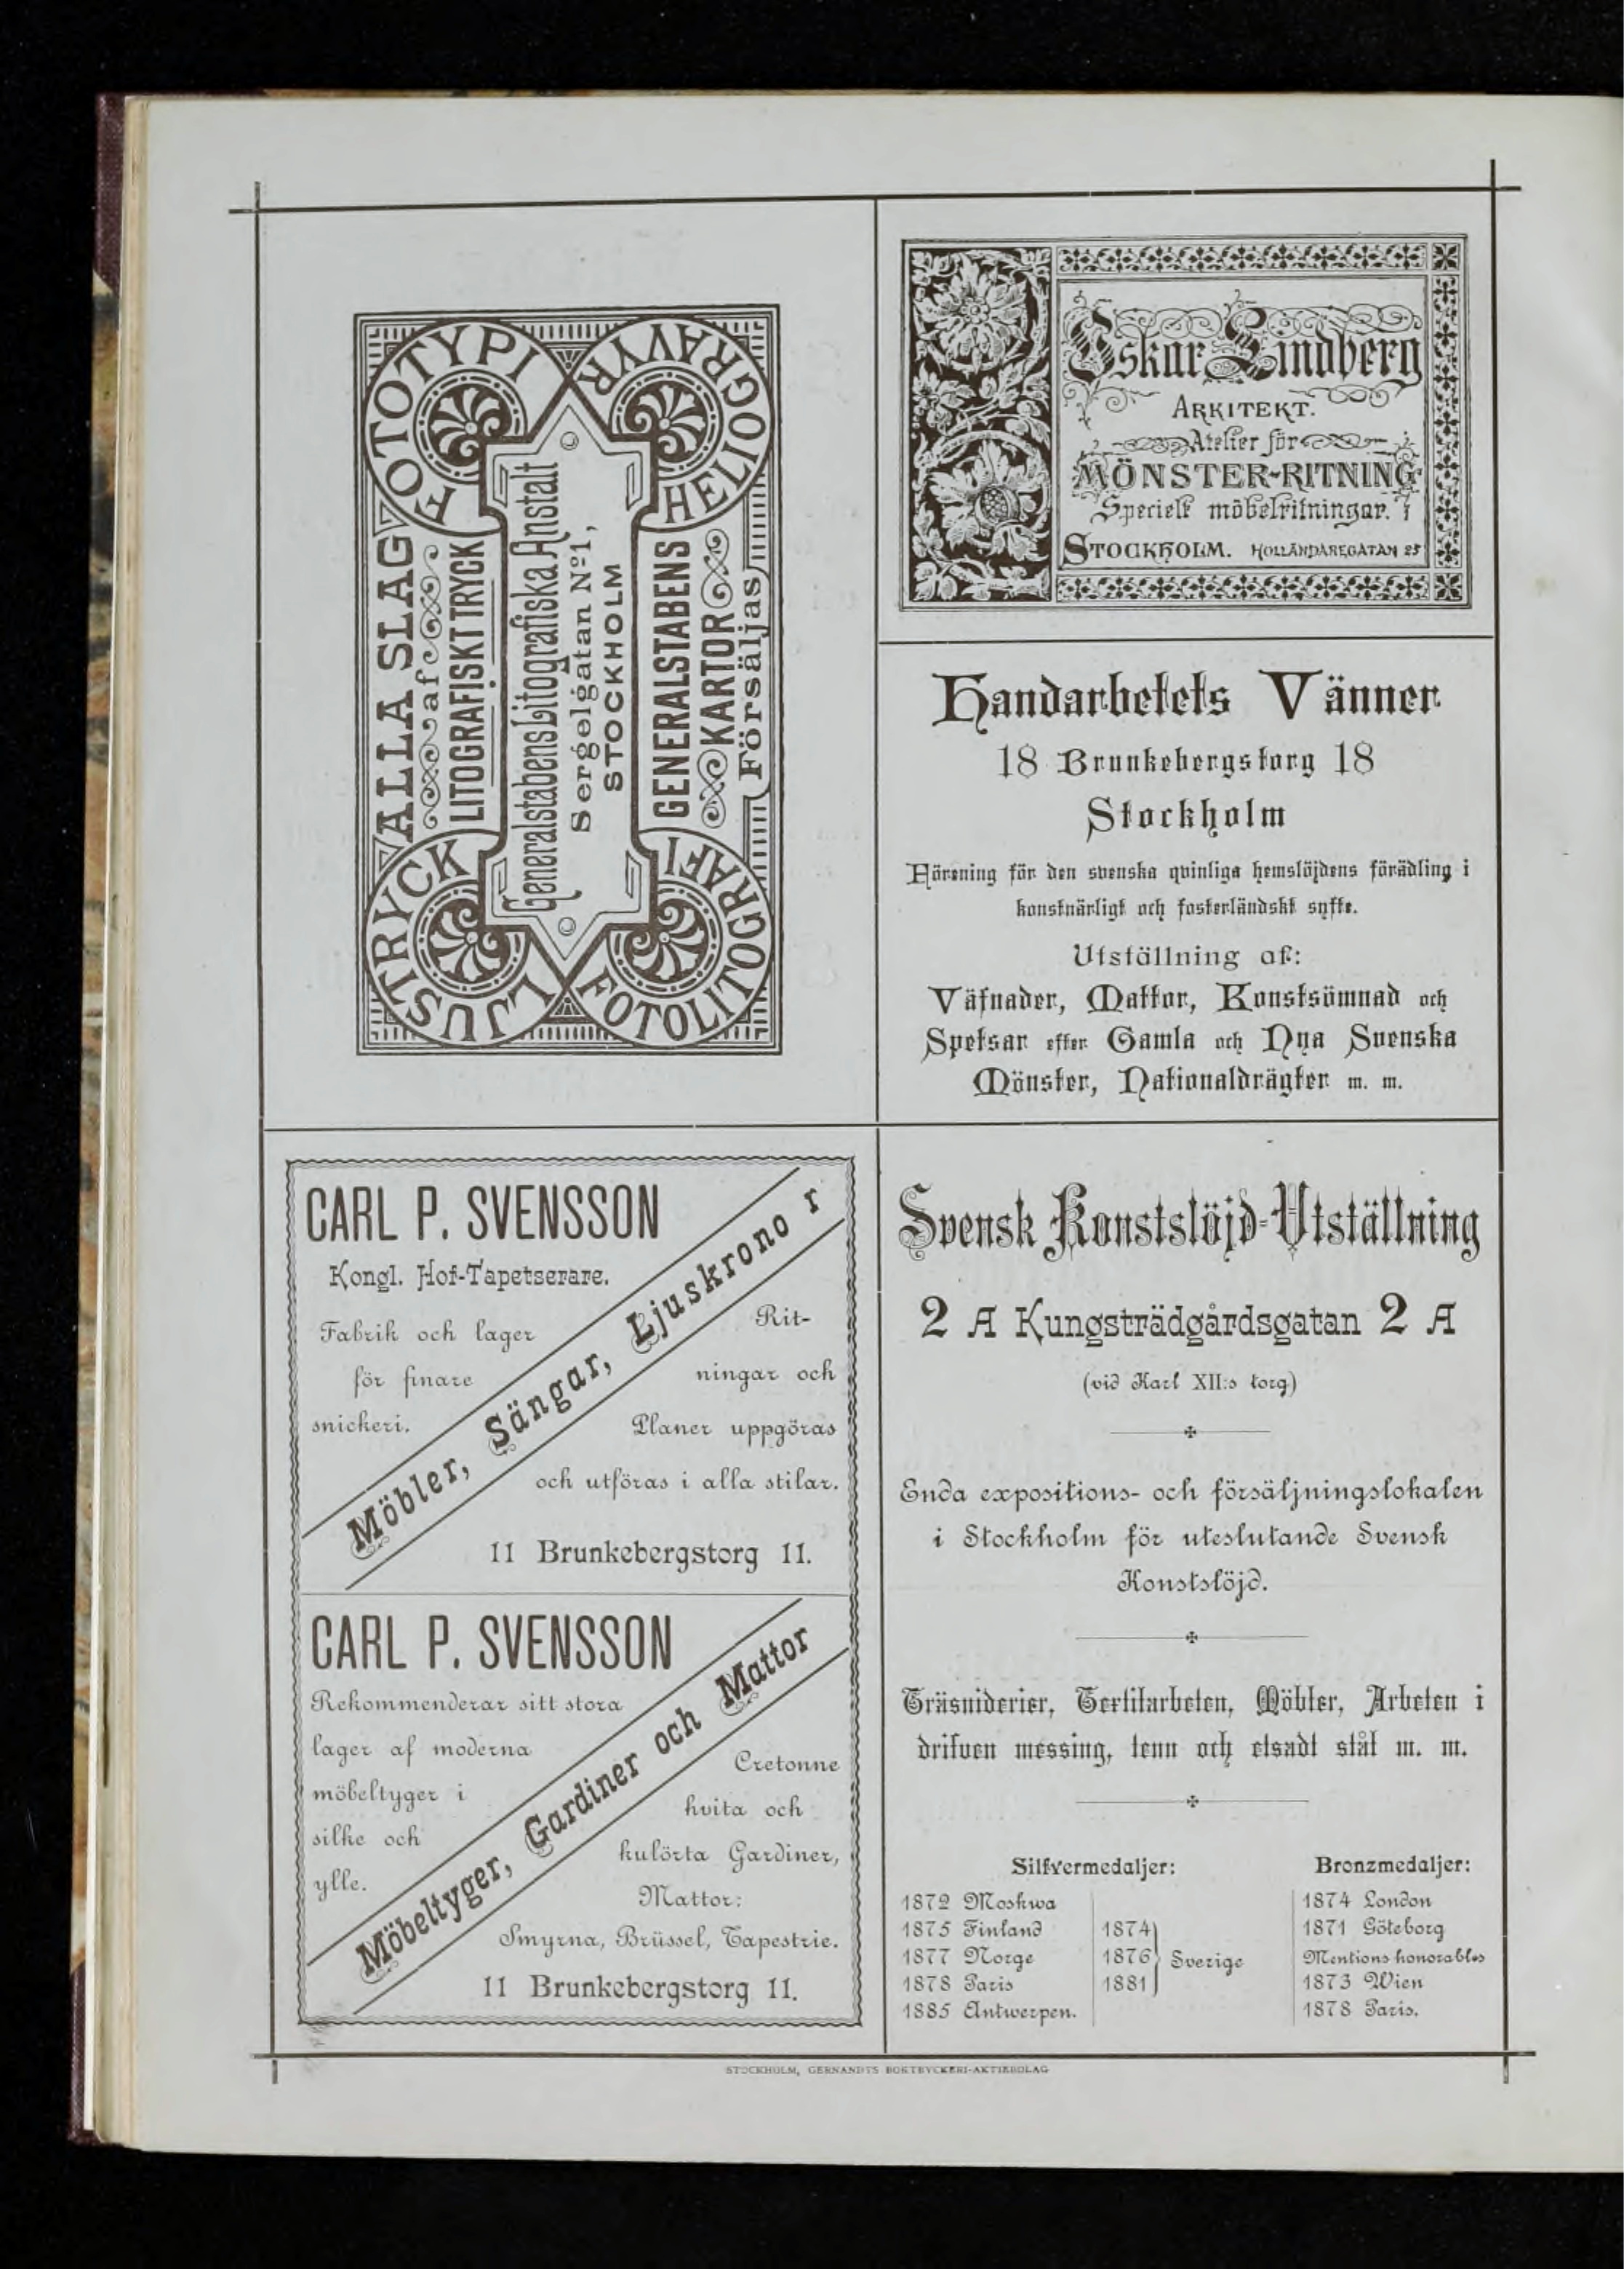 LJUSTRYCK
FOTOTYPI
ALLA SLAG
af
LITOGRAFISKT TRYCK
Generalstabens Litografiska Anstalt
Sergelgatan No 1,
STOCKHOLM
GENERALSTABENS
KARTOR
Försäljas
FOTOLITOGRAFI
HELIOGRAVYR
Oskar Lindberg
ARKITEKT.
Atelier för
MÖNSTER-RITNING
Specielt möbelritningar.
STOCKHOLM. HOLLÄNDAREGATAN 25
Handarbetets Vänner
18 Brunkebergstorg 18
Stockholm
Förening för den svenska qvinliga hemslöjdens förädling i
konstnärligt och fosterländskt syfte.
Utställning af:
Väfnader, Mattor, Konstsömnad och
Spetsar efter Gamla och Nya Svenska
Mönster, Nationaldrägter m. m.
CARL P. SVENSSON
Kongl. Hof-Tapetserare.
Fabrik och lager
för finare
snickeri.
Möbler, Sängar, Ljuskrono r
Rit-
ningar och
Planer uppgöras
och utföras i alla stilar.
11 Brunkebergstorg 11.
CARL P. SVENSSON
Rekommenderar sitt stora
lager af moderna
möbeltyger i
silke och
ylle.
Möbeltyger, Gardiner och Mattor
Cretonne
hvita och
kulörta Gardiner,
Mattor:
Smyrna, Brüssel, Tapestrie.
11 Brunkebergstorg 11.
Svensk Konstslöjd-Utställning
2 A Kungsträdgårdsgatan 2 A
(vid Karl XII:s torg)
Enda expositions- och försäljningslokalen
i Stockholm för uteslutande Svensk
Konstslöjd.
Träsniderier, Textilarbeten, Möbler, Arbeten i
drifven messing, tenn och etsadt stål m. m.
Silfvermedaljer:
1872 Moskwa
1875 Finland
1877 Norge
1878 Paris
1885 Antwerpen.
1874
1876 Sverige
1881
Bronzmedaljer:
1874 London
1871 Göteborg
Mentions honorables
1873 Wien
1878 Paris.
STOCKHOLM, GERNANDTS BOKTRYCKERI-AKTIEBOLAG